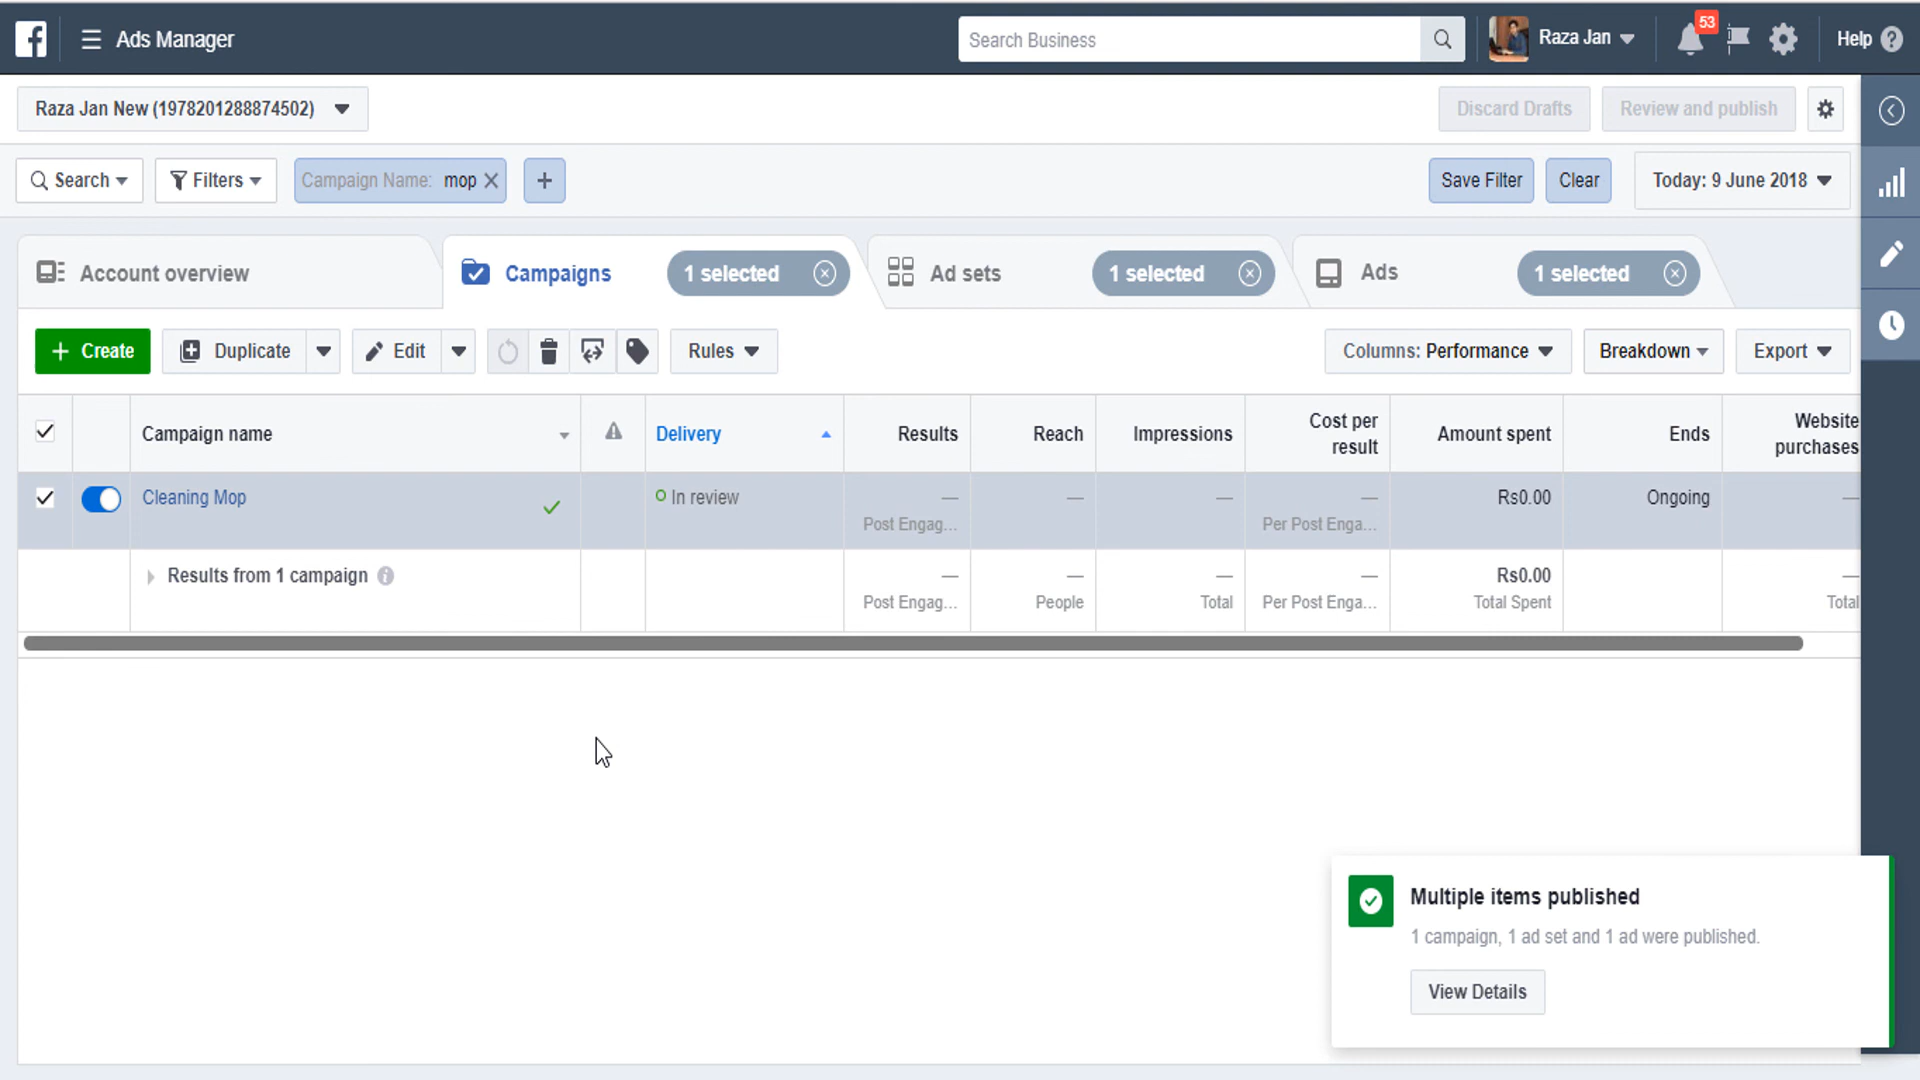 f
Ads Manager
Search Business
Raza Jan
53
Help
Raza Jan New (1978201288874502)
Discard Drafts
Review and publish
Search
Filters
Campaign Name: mop
+
Save Filter
Clear
Today: 9 June 2018
Account overview
Campaigns
1 selected
Ad sets
1 selected
Ads
1 selected
+ Create
Duplicate
Edit
Rules
Columns: Performance
Breakdown
Export
Campaign name
Delivery
Results
Reach
Impressions
Cost per
result
Amount spent
Ends
Website
purchases
Cleaning Mop
In review
—
—
—
—
Rs0.00
Ongoing
—
Post Engag...
Per Post Enga...
Results from 1 campaign
—
—
—
—
Rs0.00
—
Post Engag...
People
Total
Per Post Enga...
Total Spent
Total
Multiple items published
1 campaign, 1 ad set and 1 ad were published.
View Details